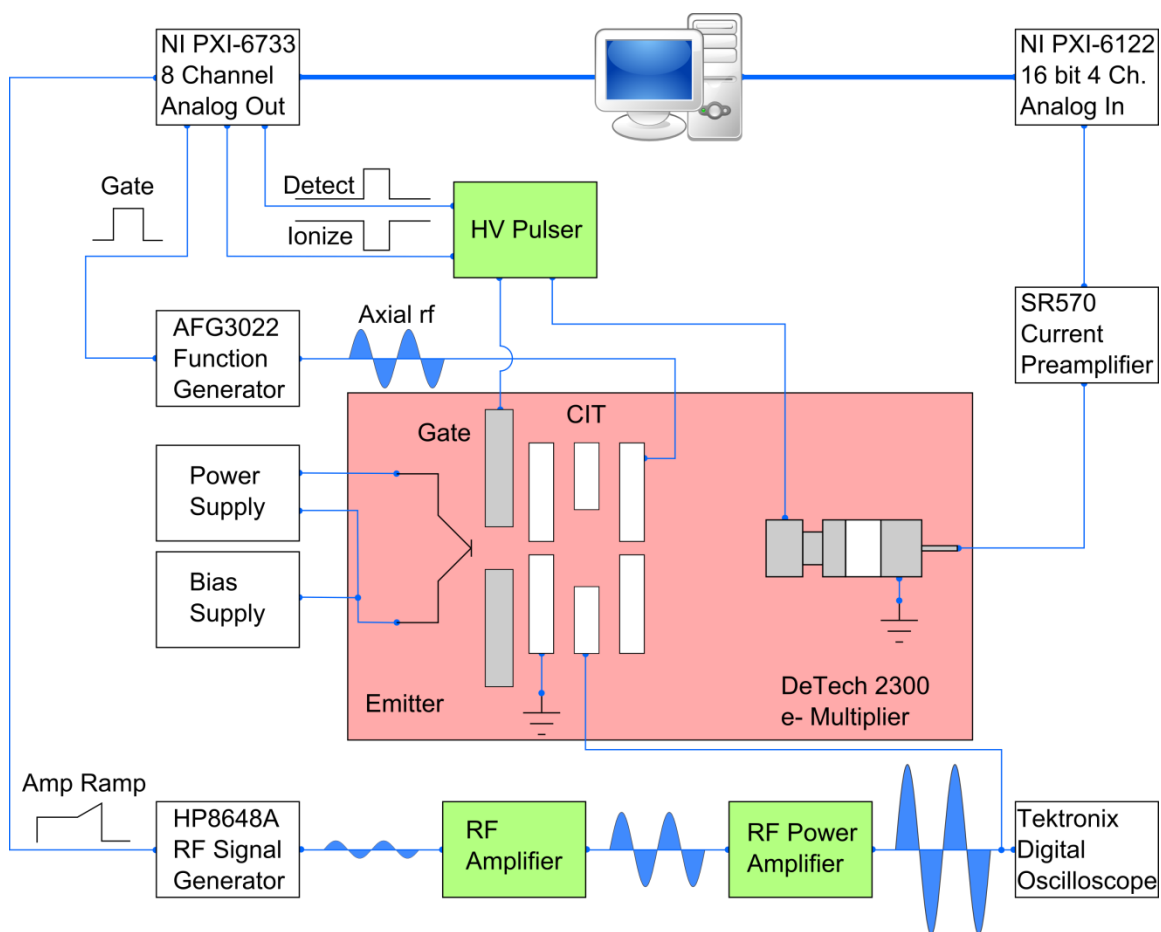 NI PXI-6733
8 Channel
Analog Out
NI PXI-6122
16 bit 4 Ch.
Analog In
Gate
Detect
Ionize
HV Pulser
AFG3022
Function
Generator
Axial rf
SR570
Current
Preamplifier
Gate
CIT
Power
Supply
Bias
Supply
Emitter
DeTech 2300
e- Multiplier
Amp Ramp
HP8648A
RF Signal
Generator
RF
Amplifier
RF Power
Amplifier
Tektronix
Digital
Oscilloscope